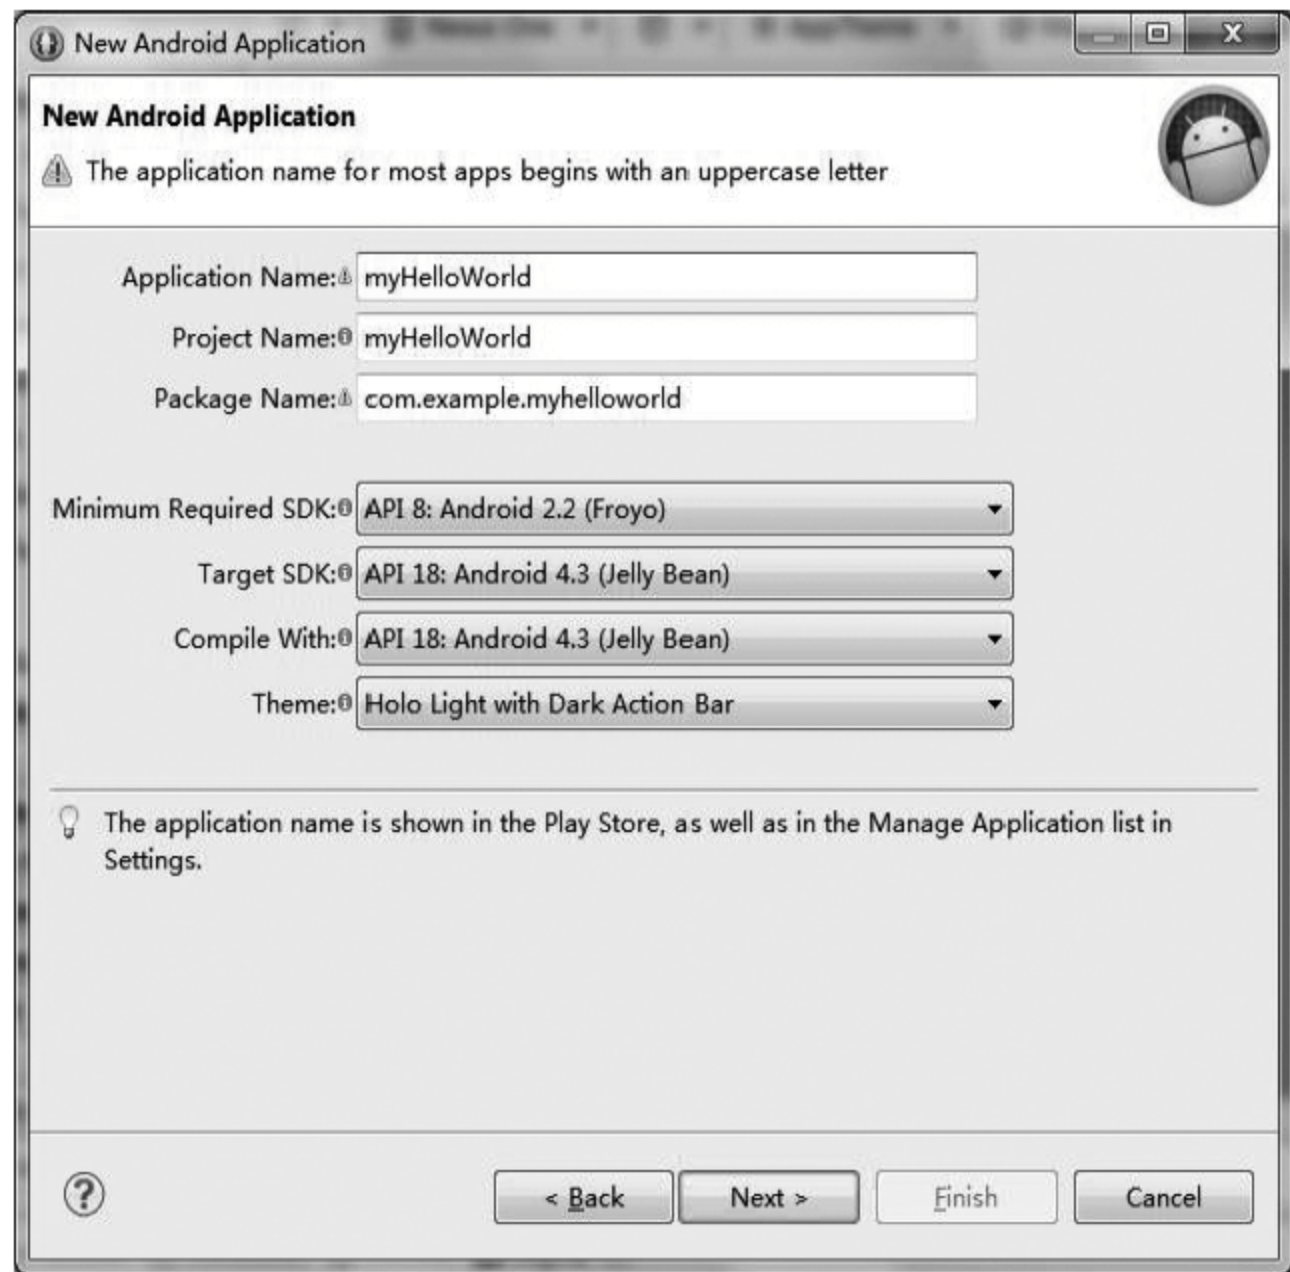 New Android Application
New Android Application
The application name for most apps begins with an uppercase letter
Application Name: myHelloWorld
Project Name: myHelloWorld
Package Name: com.example.myhelloworld
Minimum Required SDK: API 8: Android 2.2 (Froyo)
Target SDK: API 18: Android 4.3 (Jelly Bean)
Compile With: API 18: Android 4.3 (Jelly Bean)
Theme: Holo Light with Dark Action Bar
The application name is shown in the Play Store, as well as in the Manage Application list in
Settings.
< Back Next > Finish Cancel